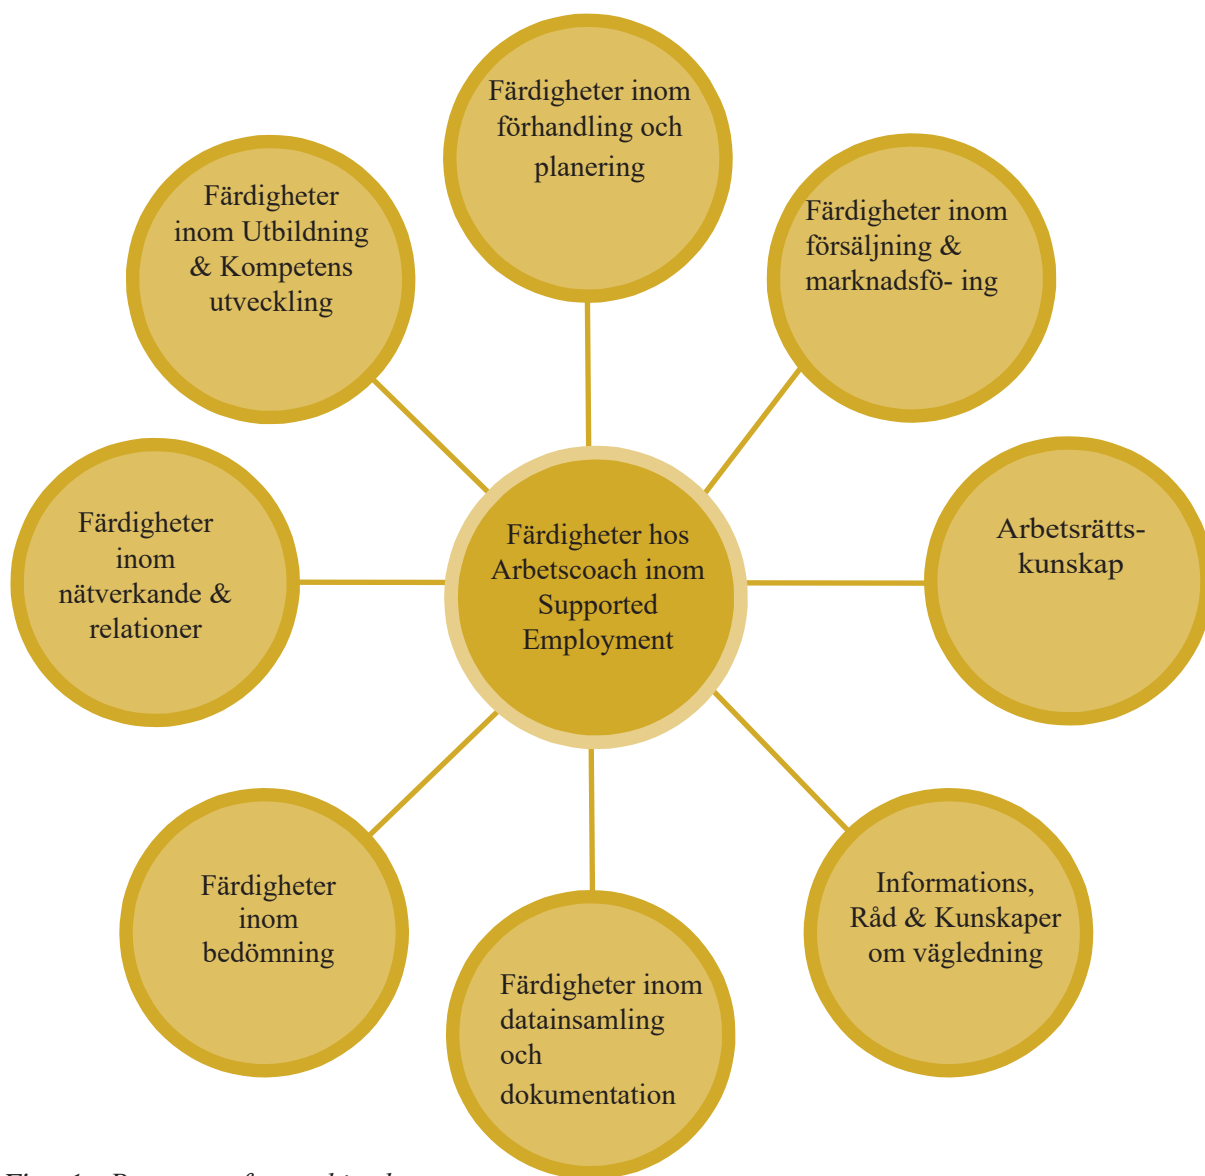 Färdigheter inom
förhandling och
planering
Färdigheter
inom Utbildning
& Kompetens
utveckling
Färdigheter inom
försäljning &
marknadsfö- ing
Färdigheter
inom
nätverkande &
relationer
Färdigheter hos
Arbetscoach inom
Supported
Employment
Arbetsrätts-
kunskap
Färdigheter
inom
bedömning
Informations,
Råd & Kunskaper
om vägledning
Färdigheter inom
datainsamling
och
dokumentation